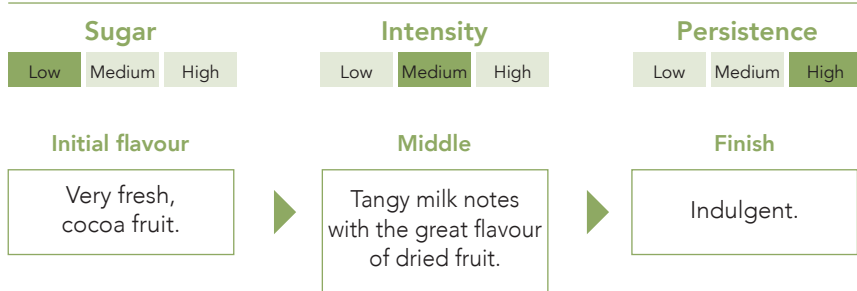 Sugar
Intensity
Persistence
Low Medium High
Low Medium High
Low Medium High
Initial flavour
Middle
Finish
Very fresh,
cocoa fruit.
Tangy milk notes
with the great flavour
of dried fruit.
Indulgent.